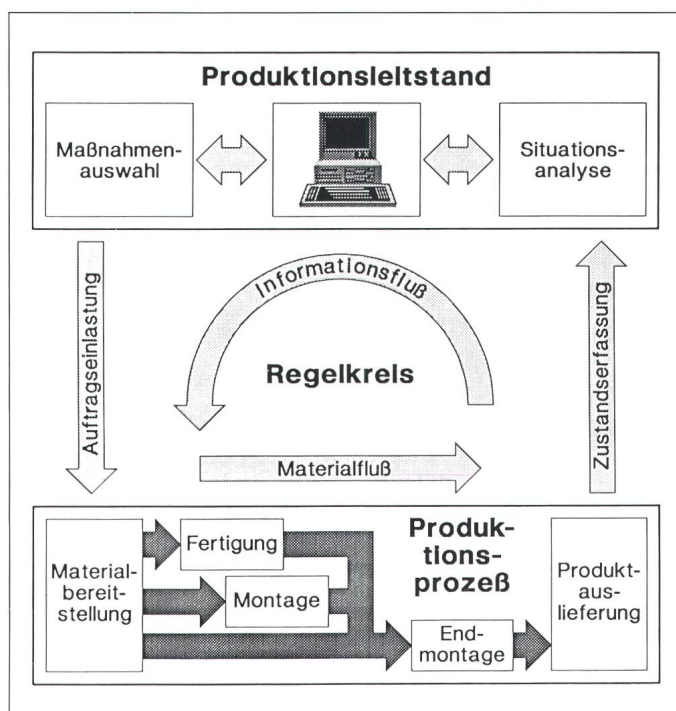 Produktionsleitstand
Maßnahmen-
auswahl
Situations-
analyse
Auftragseinlastung
Informationsfluß
Regelkreis
Materialfluß
Zustandserfassung
Produk-
tions-
prozeß
Material-
bereit-
stellung
Fertigung
Montage
End-
montage
Produkt-
aus-
lieferung